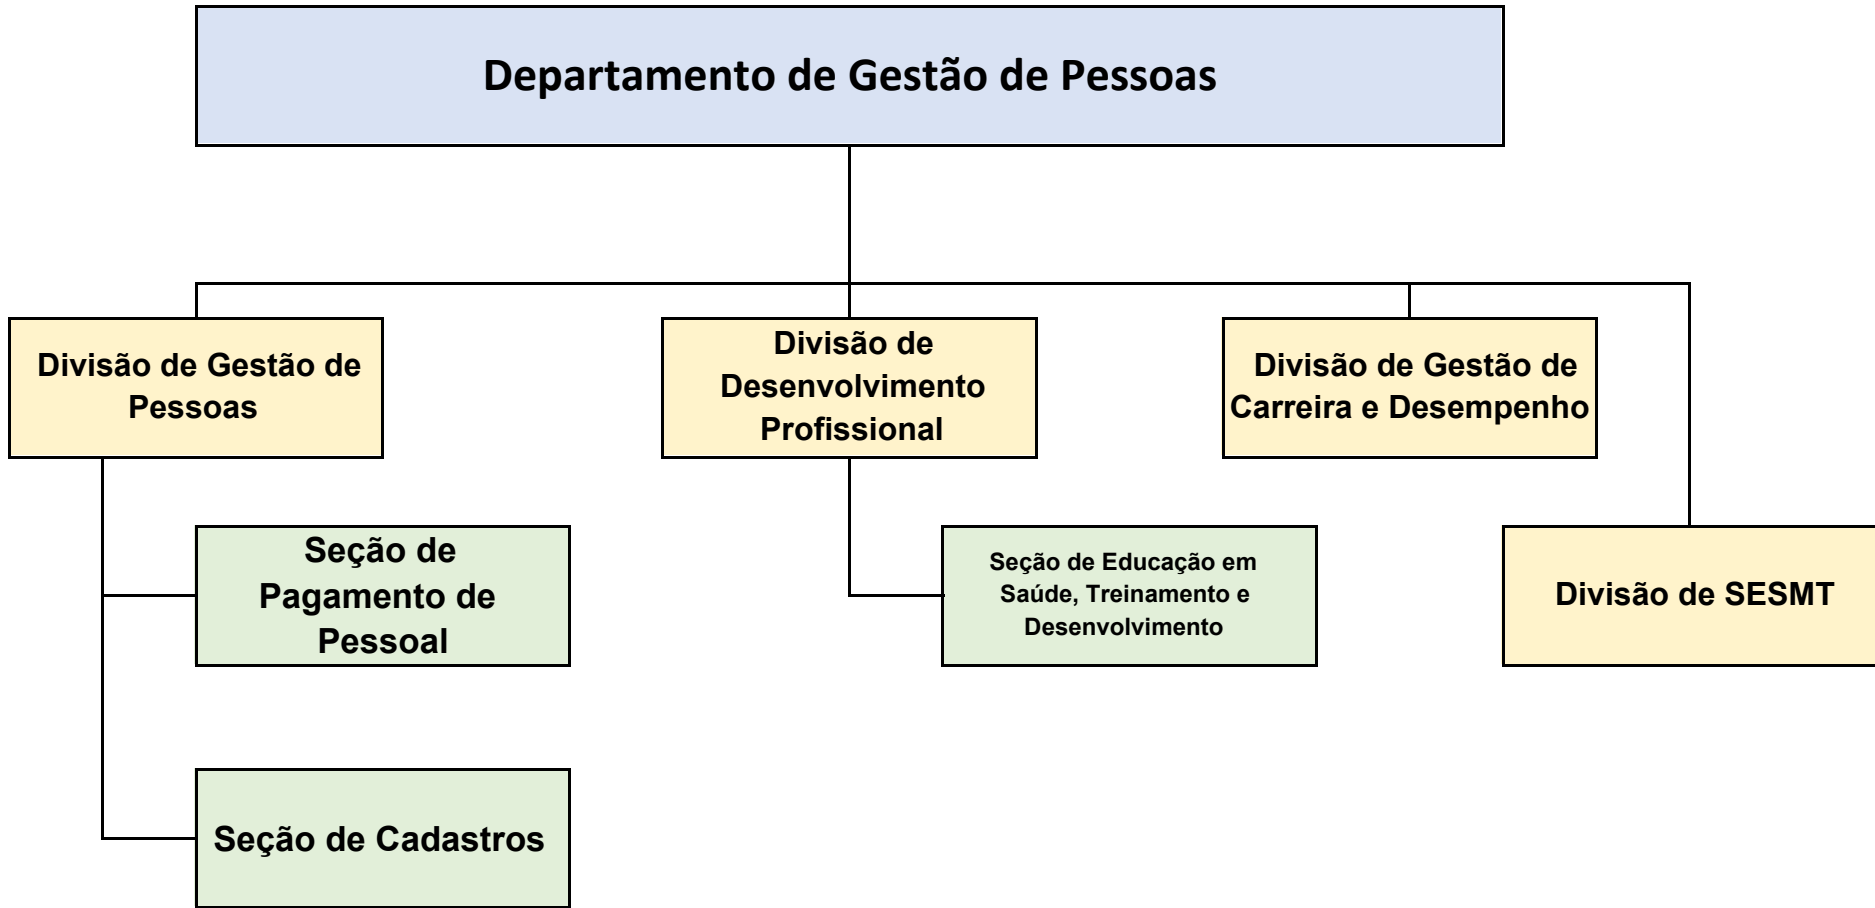 Departamento de Gestão de Pessoas
Divisão de Gestão de
Pessoas
Divisão de
Desenvolvimento
Profissional
Divisão de Gestão de
Carreira e Desempenho
Seção de
Pagamento de
Pessoal
Seção de Educação em
Saúde, Treinamento e
Desenvolvimento
Divisão de SESMT
Seção de Cadastros